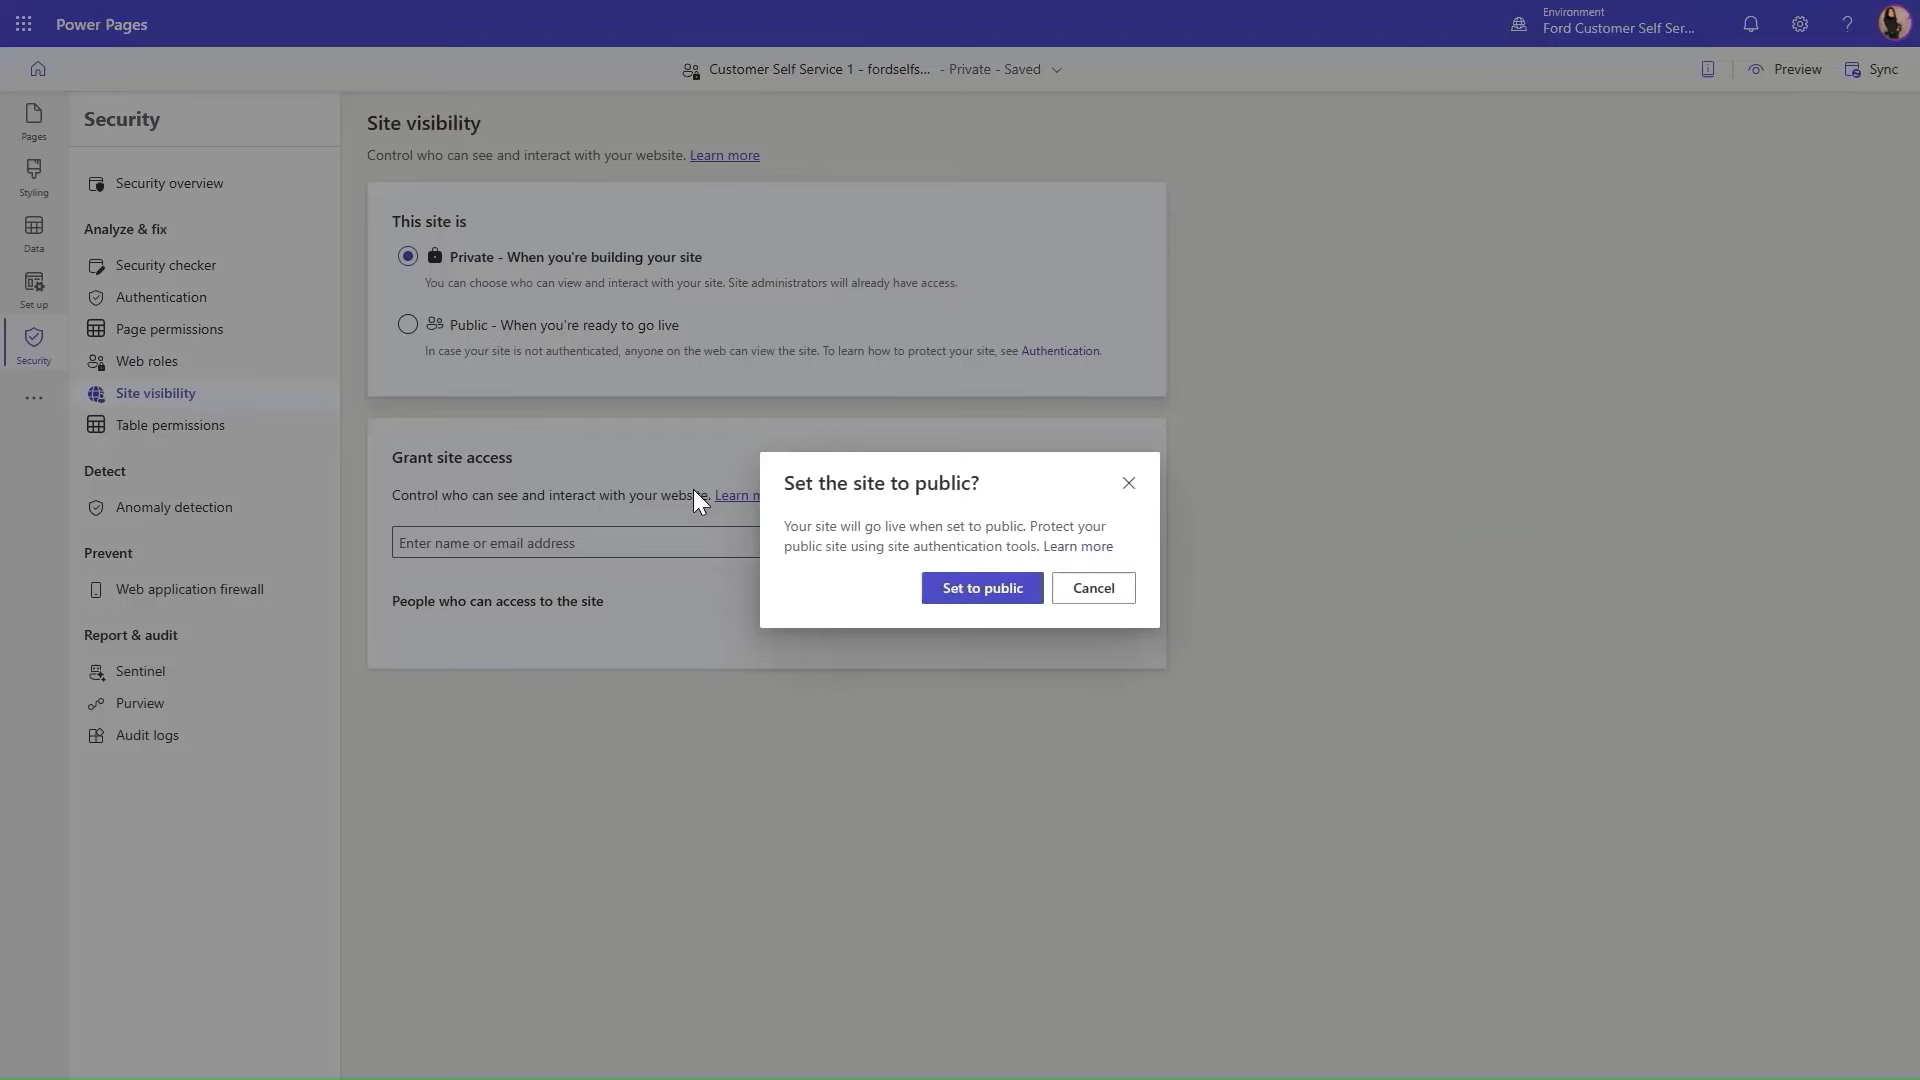 Power Pages
Environment
Ford Customer Self Ser...
?
Customer Self Service 1 - fordselfs... - Private - Saved
Preview
Sync
Pages
Styling
Data
Set up
Security
...
Security
Security overview
Analyze & fix
Security checker
Authentication
Page permissions
Web roles
Site visibility
Table permissions
Detect
Anomaly detection
Prevent
Web application firewall
Report & audit
Sentinel
Purview
Audit logs
Site visibility
Control who can see and interact with your website. Learn more
This site is
Private - When you're building your site
You can choose who can view and interact with your site. Site administrators will already have access.
Public - When you're ready to go live
In case your site is not authenticated, anyone on the web can view the site. To learn how to protect your site, see Authentication.
Grant site access
Control who can see and interact with your website. Learn
Enter name or email address
People who can access to the site
Set the site to public?
Your site will go live when set to public. Protect your
public site using site authentication tools. Learn more
Set to public
Cancel